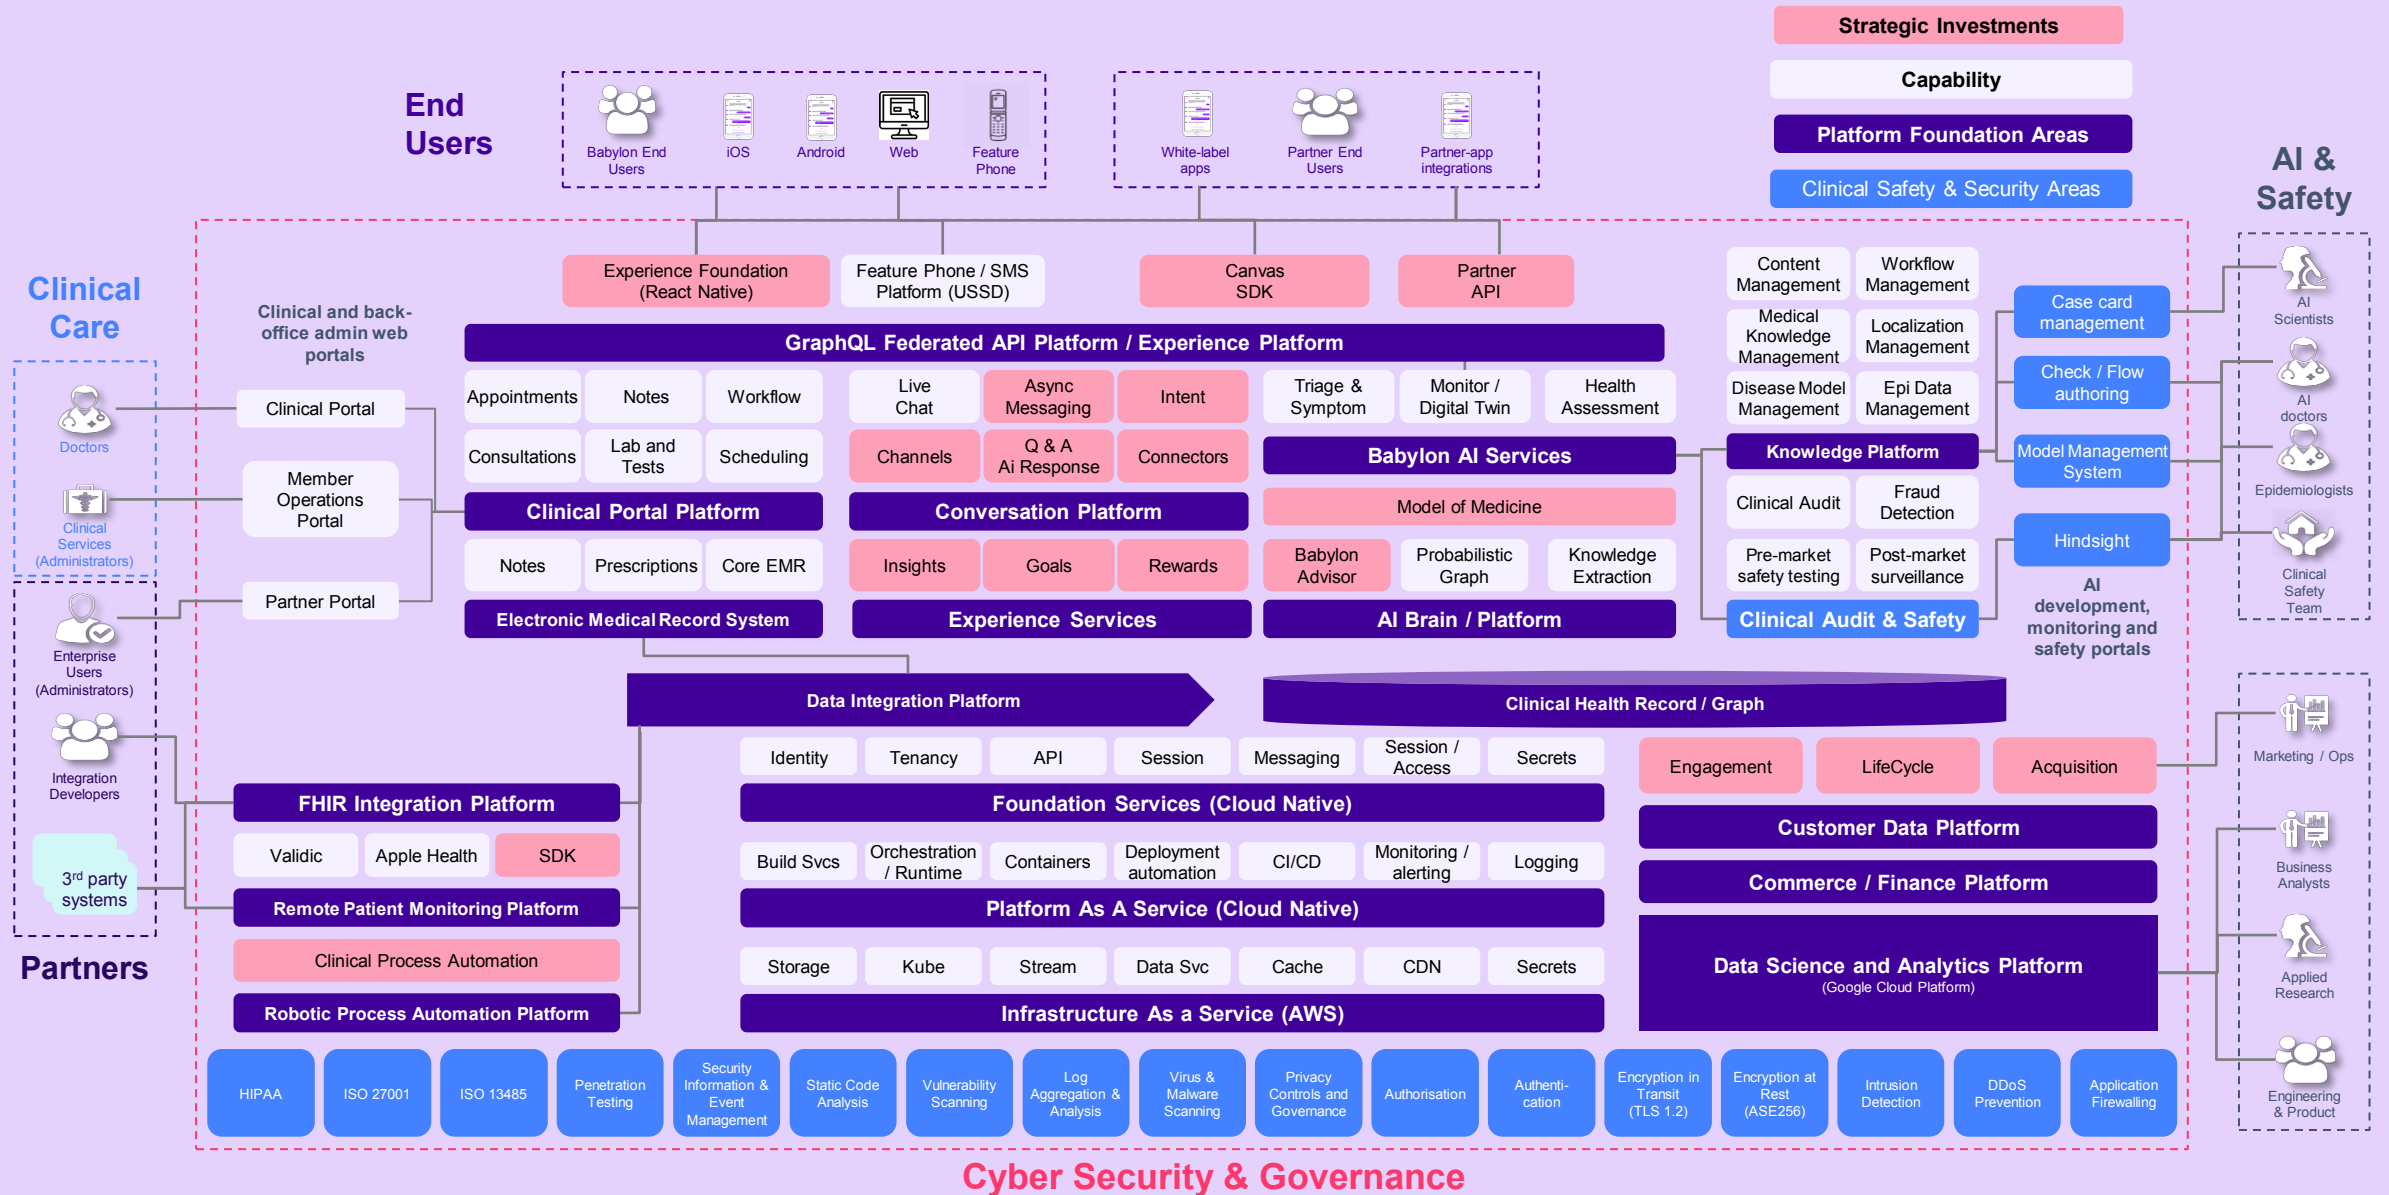 Strategic Investments
Capability
Platform Foundation Areas
Clinical Safety & Security Areas
End
Users
Babylon End
Users
iOS
Android
Web
Feature
Phone
White-label
apps
Partner End
Users
Partner-app
integrations
AI &
Safety
Clinical
Care
Clinical and back-
office admin web
portals
Experience Foundation
(React Native)
Feature Phone / SMS
Platform (USSD)
Canvas
SDK
Partner
API
GraphQL Federated API Platform / Experience Platform
Doctors
Clinical
Services
(Administrators)
Enterprise
Users
(Administrators)
Integration
Developers
3rd party
systems
Partners
Clinical Portal
Member
Operations
Portal
Partner Portal
Appointments
Notes
Workflow
Consultations
Lab and
Tests
Scheduling
Clinical Portal Platform
Notes
Prescriptions
Core EMR
Electronic Medical Record System
Live
Chat
Async
Messaging
Intent
Channels
Q & A
Ai Response
Connectors
Conversation Platform
Insights
Goals
Rewards
Experience Services
Triage &
Symptom
Monitor /
Digital Twin
Health
Assessment
Babylon AI Services
Model of Medicine
Babylon
Advisor
Probabilistic
Graph
Knowledge
Extraction
AI Brain / Platform
Content
Management
Workflow
Management
Medical
Knowledge
Management
Localization
Management
Disease Model
Management
Epi Data
Management
Knowledge Platform
Clinical Audit
Fraud
Detection
Pre-market
safety testing
Post-market
surveillance
Clinical Audit & Safety
Case card
management
Check / Flow
authoring
Model Management
System
Hindsight
AI
development,
monitoring and
safety portals
AI
Scientists
AI
doctors
Epidemiologists
Clinical
Safety
Team
Data Integration Platform
Clinical Health Record / Graph
FHIR Integration Platform
Validic
Apple Health
SDK
Remote Patient Monitoring Platform
Clinical Process Automation
Robotic Process Automation Platform
Identity
Tenancy
API
Session
Messaging
Session /
Access
Secrets
Foundation Services (Cloud Native)
Build Svcs
Orchestration
/ Runtime
Containers
Deployment
automation
CI/CD
Monitoring /
alerting
Logging
Platform As A Service (Cloud Native)
Storage
Kube
Stream
Data Svc
Cache
CDN
Secrets
Infrastructure As a Service (AWS)
Engagement
LifeCycle
Acquisition
Customer Data Platform
Commerce / Finance Platform
Data Science and Analytics Platform
(Google Cloud Platform)
Marketing / Ops
Business
Analysts
Applied
Research
Engineering
& Product
HIPAA
ISO 27001
ISO 13485
Penetration
Testing
Security
Information &
Event
Management
Static Code
Analysis
Vulnerability
Scanning
Log
Aggregation &
Analysis
Virus &
Malware
Scanning
Privacy
Controls and
Governance
Authorisation
Authenti-
cation
Encryption in
Transit
(TLS 1.2)
Encryption at
Rest
(ASE256)
Intrusion
Detection
DDoS
Prevention
Application
Firewalling
Cyber Security & Governance